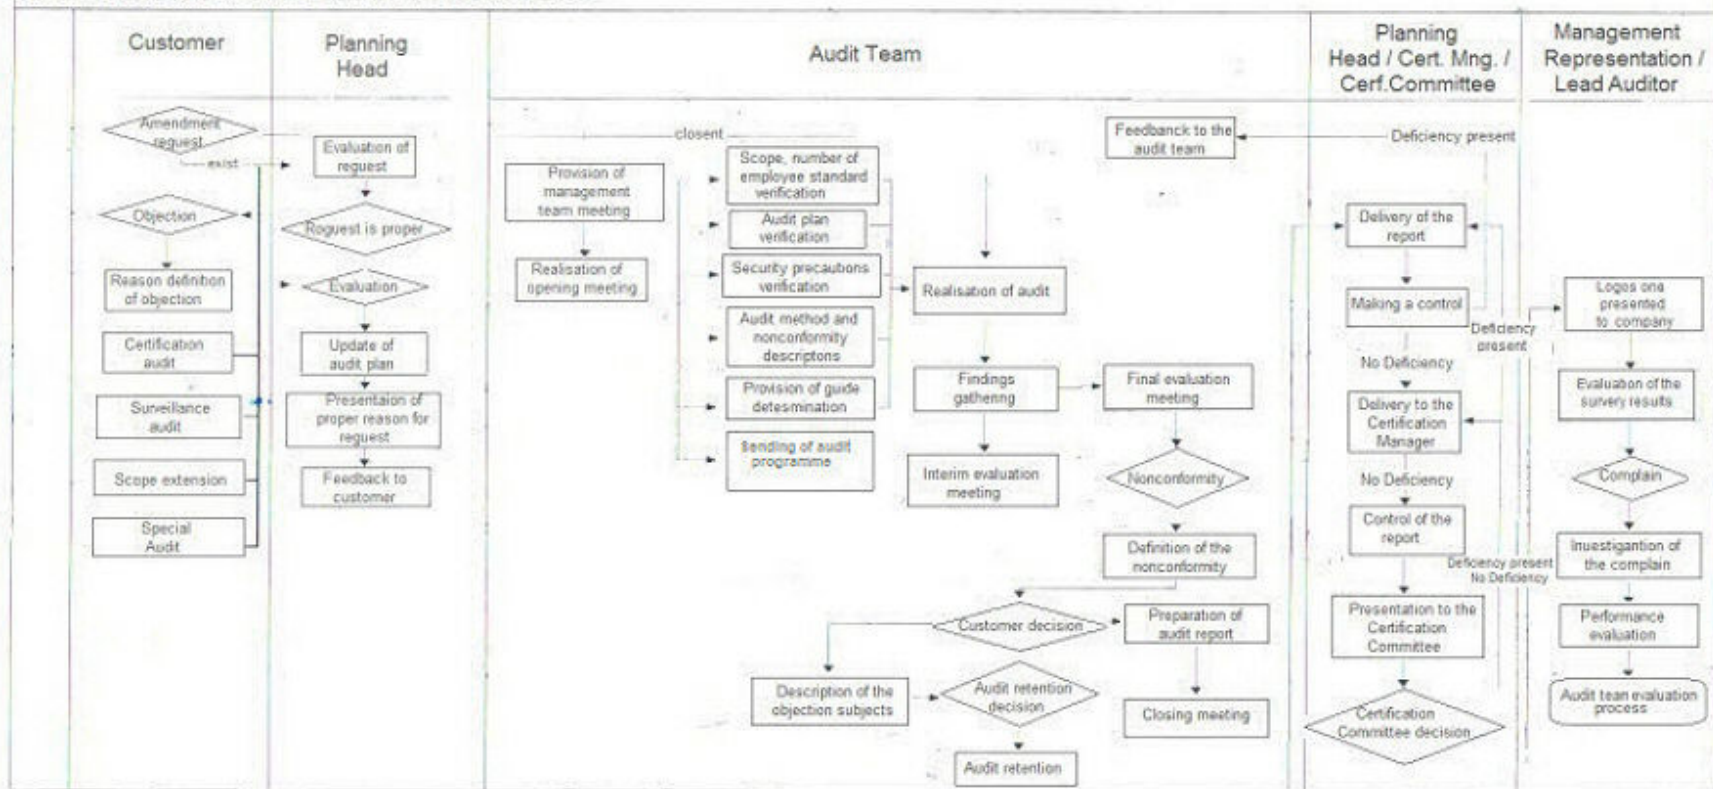 Customer
Planning
Head
Audit Team
Planning
Head / Cert. Mng. /
Cerf.Committee
Management
Representation /
Lead Auditor
Amendment
reguest
exist
Objection
Reason definition
of objection
Certification
audit
Surveillance
audit
Scope extension
Special
Audit
Evaluation of
reguest
Roguest is proper
Evaluation
Update of
audit plan
Presentaion of
proper reason for
reguest
Feedback to
customer
closent
Provision of
management
team meeting
Realisation of
opening meeting
Scope, number of
employee standard
verification
Audit plan
verification
Security precautions
verification
Audit method and
nonconformity
descriptons
Provision of guide
detesmination
Sending of audit
programme
Feedbanck to the
audit team
Realisation of audit
Findings
gathering
Interim evaluation
meeting
Final evaluation
meeting
Nonconformity
Definition of the
nonconformity
Customer decision
Preparation of
audit report
Description of the
objection subjects
Audit retention
decision
Closing meeting
Audit retention
Deficiency present
Delivery of the
report
Making a control
Deficiency
present
No Deficiency
Delivery to the
Certification
Manager
No Deficiency
Control of the
report
Deficiency present
No Deficiency
Presentation to the
Certification
Committee
Certification
Committee decision
Logos one
presented
to company
Evaluation of the
survery results
Complain
Inuestigantion of
the complain
Performance
evaluation
Audit tean evaluation
process